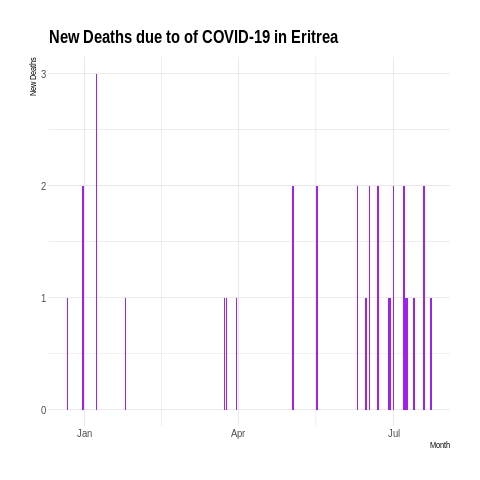 New Deaths due to of COVID-19 in Eritrea
New Deaths
3
2
1
0
Jan
Apr
Jul
Month